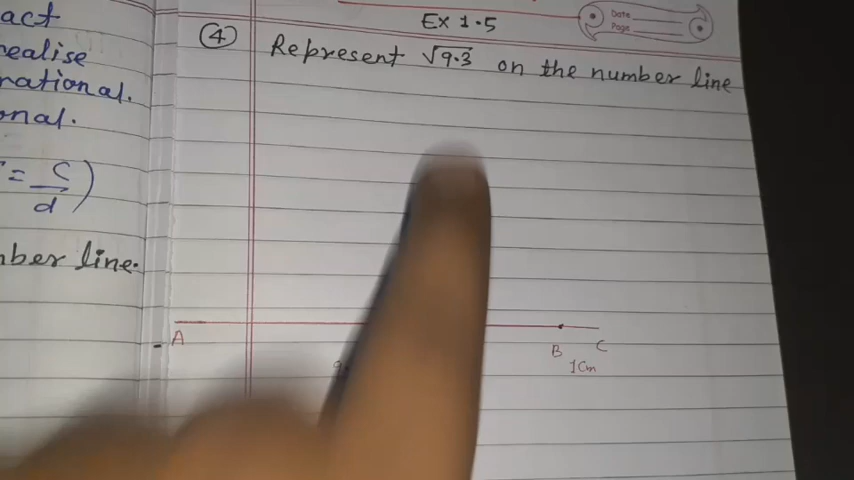 act
ealise
rational.
onal.
= c/d )
mber line.
Date
Page
Ex 1.5
(4) Represent √9.3 on the number line
A
B C
1Cm